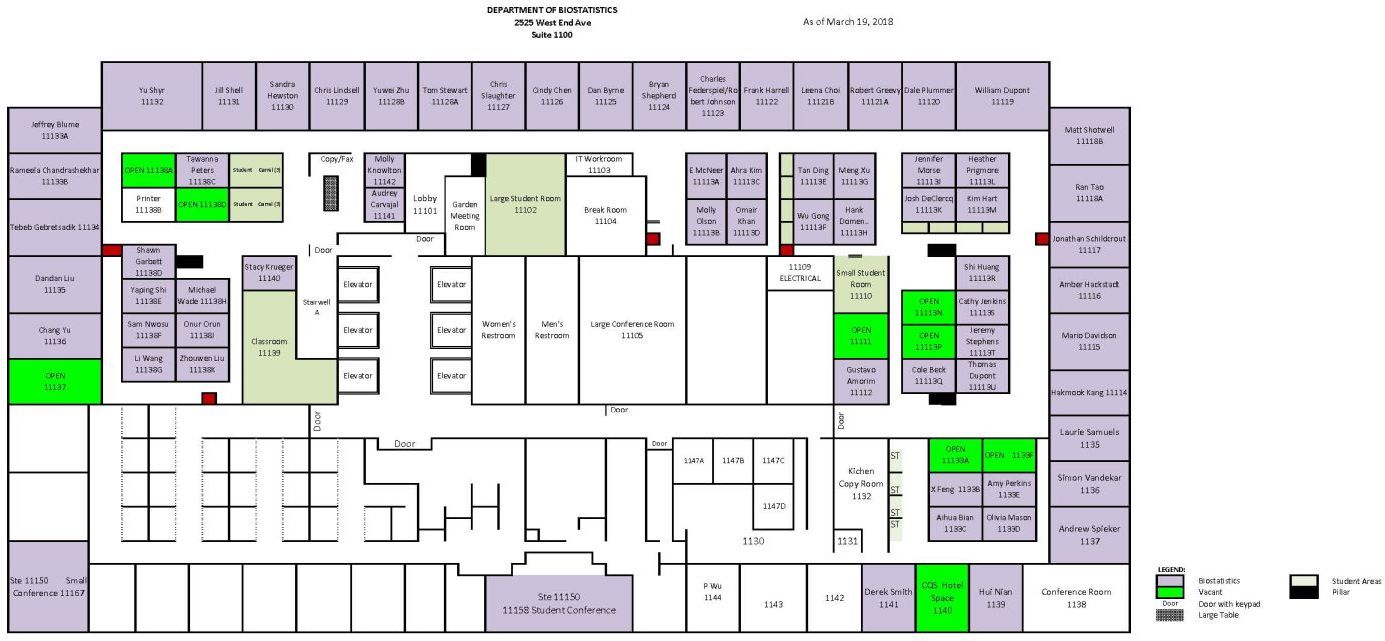 DEPARTMENT OF BIOSTATISTICS
2525 West End Ave
Suite 1100
As of March 19, 2018
Yu Shyr
11132
Jill Shell
11131
Sandra
Hewston
11130
Chris Lindsell
11129
Yuwei Zhu
11128B
Tom Stewart
11128A
Chris
Slaughter
11127
Cindy Chen
11126
Dan Byrne
11125
Bryan
Shepherd
11124
Charles
Federspiel/Ro
bert Johnson
11123
Frank Harrell
11122
Leena Choi
11121B
Robert Greevy
11121A
Dale Plummer
11120
William Dupont
11119
Jeffrey Blume
11133A
Rameela Chandrashekhar
11133B
Tebeb Gebretsadik 11134
Dandan Liu
11135
Chang Yu
11136
OPEN
11137
OPEN 11138A
Tawanna
Peters
11138C
Student Carrel (3)
Printer
11138B
OPEN 11138D
Student Carrel (3)
Copy/Fax
Molly
Knowlton
11142
Audrey
Carvajal
11141
Lobby
11101
Garden
Meeting
Room
Large Student Room
11102
IT Workroom
11103
Break Room
11104
E McNeer
11113A
Ahra Kim
11113C
Molly
Olson
11113B
Omair
Khan
11113D
Tan Ding
11113E
Meng Xu
11113G
Wu Gong
11113F
Hank
Domen..
11113H
Jennifer
Morse
11113J
Heather
Prigmore
11113L
Josh DeClercq
11113K
Kim Hart
11113M
Matt Shotwell
11118B
Ran Tao
11118A
Jonathan Schildcrout
11117
Amber Hackstadt
11116
Mario Davidson
11115
Hakmook Kang 11114
Laurie Samuels
1135
Simon Vandekar
1136
Andrew Spieker
1137
Door
Door
Shawn
Garbett
11138D
Yaping Shi
11138E
Michael
Wade 11138H
Sam Nwosu
11138F
Onur Orun
11138J
Li Wang
11138G
Zhouwen Liu
11138K
Stacy Krueger
11140
Classroom
11139
Stairwell
A
Elevator
Elevator
Elevator
Elevator
Elevator
Elevator
Women's
Restroom
Men's
Restroom
Large Conference Room
11105
11109
ELECTRICAL
Small Student
Room
11110
OPEN
11111
Gustavo
Amorim
11112
Shi Huang
11113R
OPEN
11113N
Cathy Jenkins
11113S
OPEN
11113P
Jeremy
Stephens
11113T
Cole Beck
11113Q
Thomas
Dupont
11113U
Door
Door
Door
Door
Door
1147A
1147B
1147C
1147D
1130
1131
Kichen
Copy Room
1132
ST
ST
ST
ST
OPEN
1133A
OPEN 1139F
X Feng 1133B
Amy Perkins
1133E
Aihua Bian
1133C
Olivia Mason
1133D
Ste 11150 Small
Conference 11167
Ste 11150
11158 Student Conference
P. Wu
1144
1143
1142
Derek Smith
1141
CQS Hotel
Space
1140
Hui Nian
1139
Conference Room
1138
LEGEND:
Biostatistics
Vacant
Door
Door with keypad
Large Table
Student Areas
Pillar